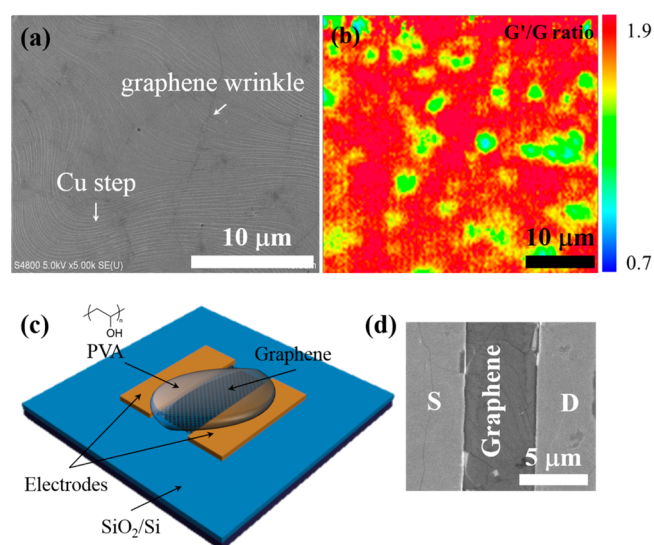 (a)
graphene wrinkle
Cu step
10 μm
S4800 5.0kV x5.00k SE(U)
(b)
G'/G ratio
1.9
10 μm
0.7
(c)
n
OH
PVA
Graphene
Electrodes
SiO₂/Si
(d)
S
Graphene
D
5 μm